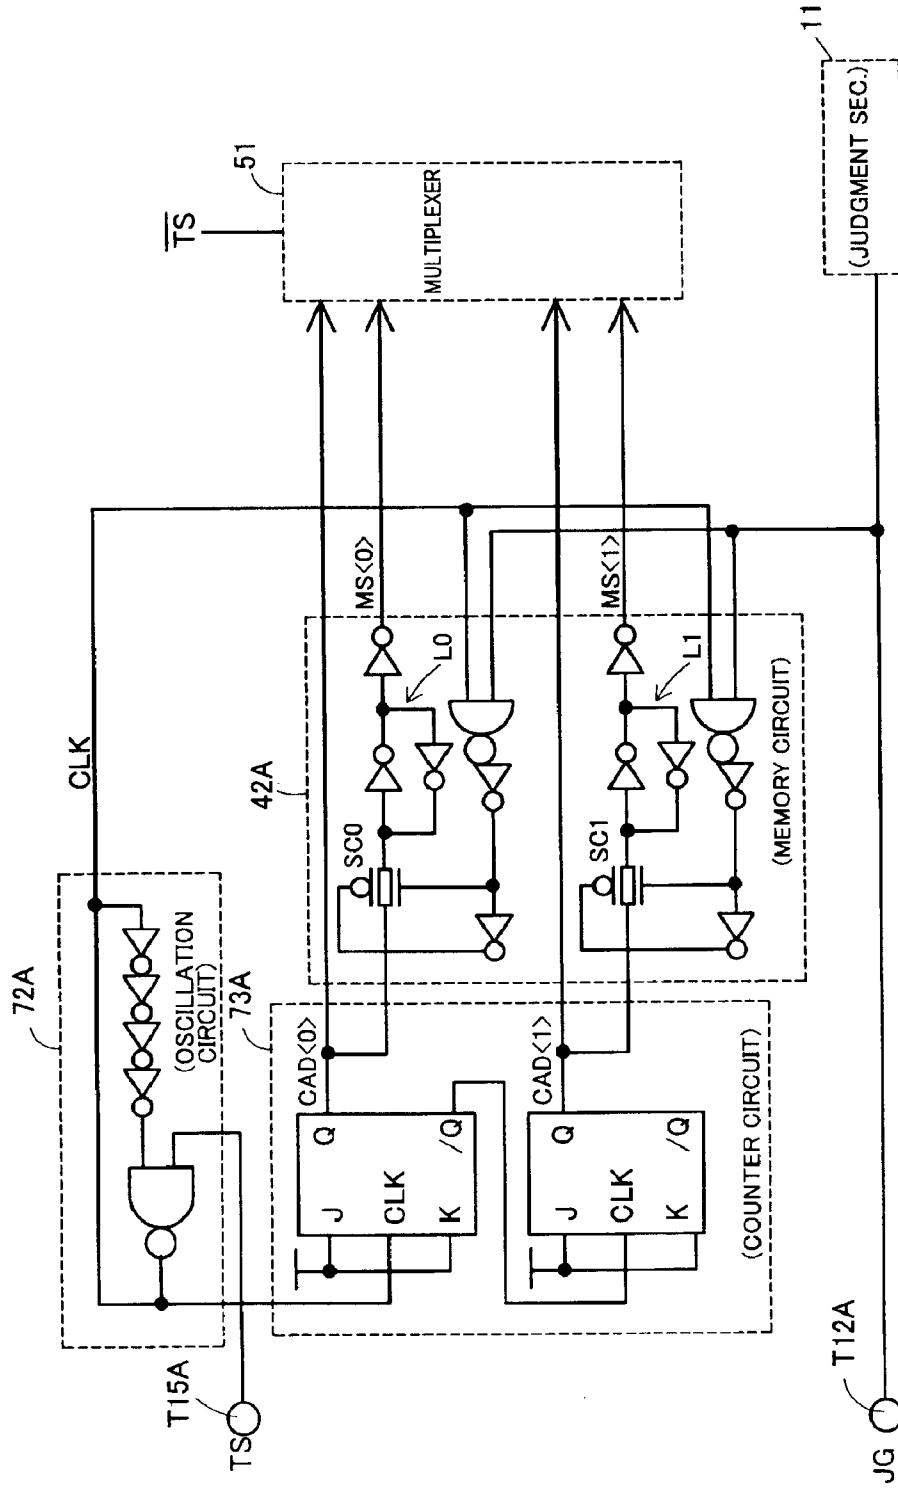 72A
CLK
(OSCILLATION
CIRCUIT)
T15A
TS
73A
CAD<0>
J
Q
CLK
K
/Q
CAD<1>
J
Q
CLK
K
/Q
(COUNTER CIRCUIT)
42A
SC0
L0
MS<0>
SC1
L1
MS<1>
(MEMORY CIRCUIT)
TS
51
MULTIPLEXER
11
(JUDGMENT SEC.)
T12A
JG